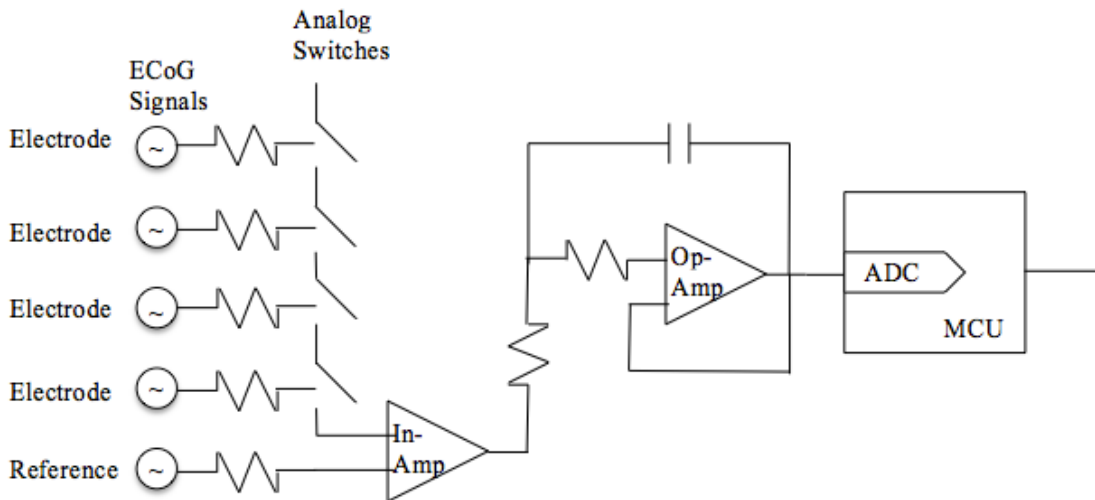 Analog
Switches
ECoG
Signals
Electrode
~
Electrode
~
Electrode
~
Electrode
~
Reference
~
In-
Amp
Op-
Amp
ADC
MCU